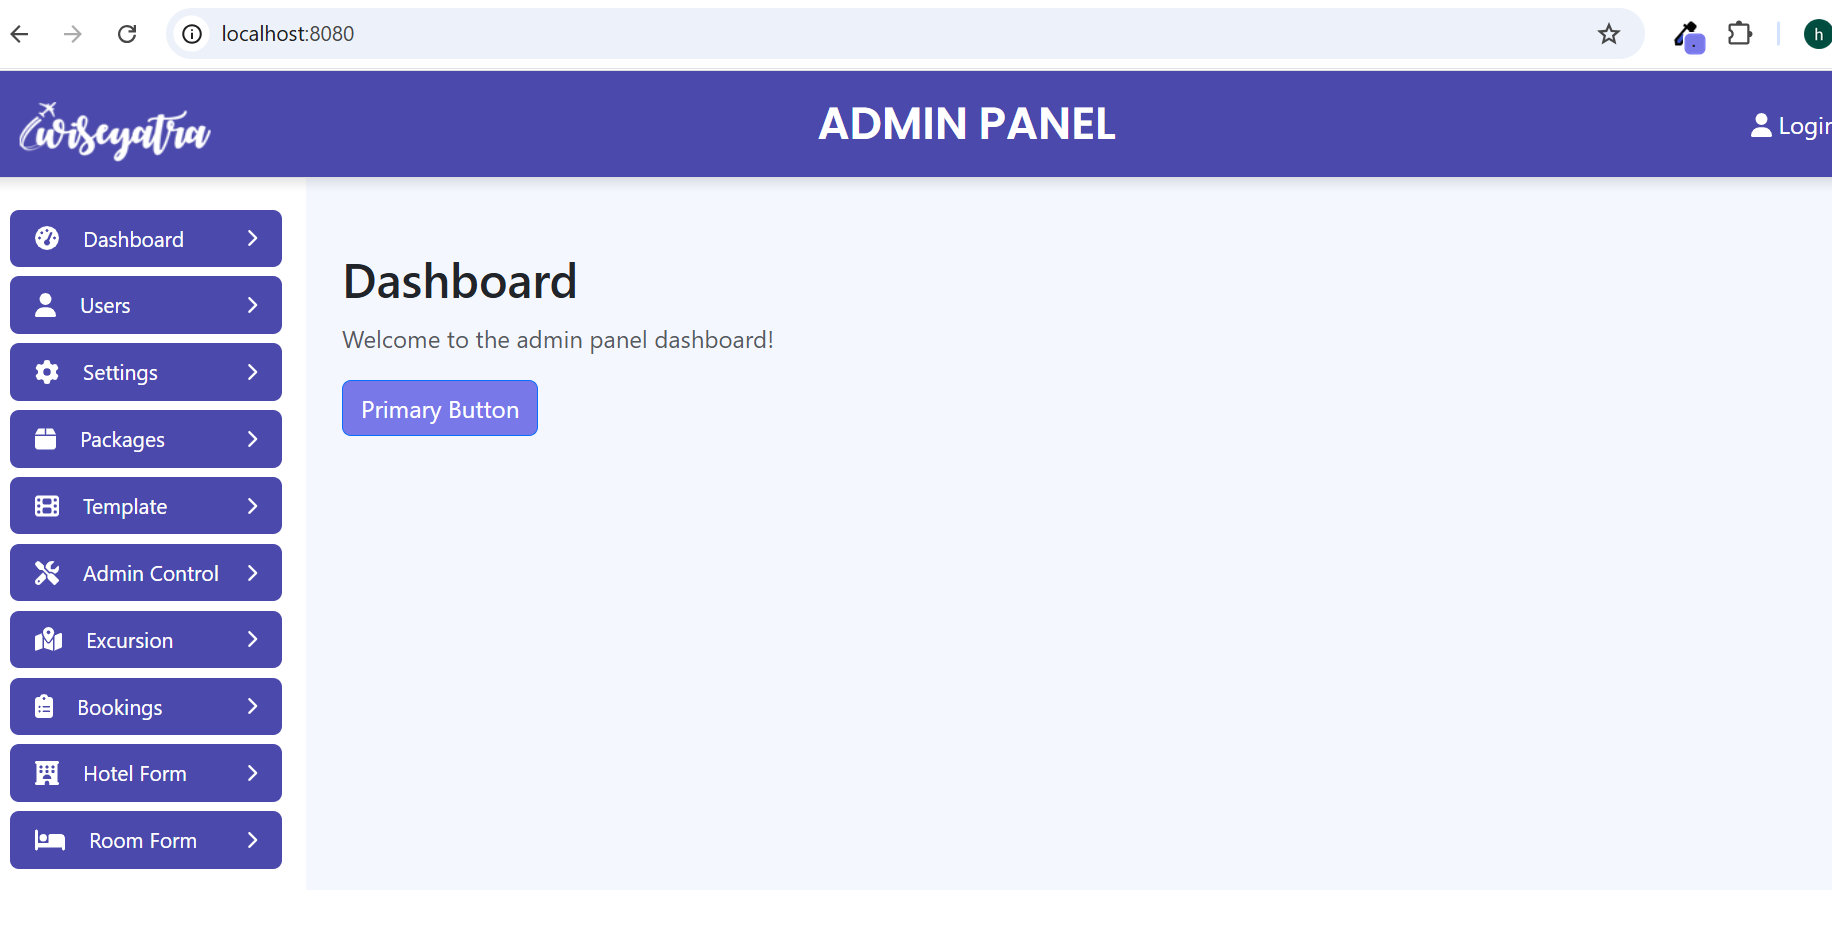 localhost:8080
h
wiseyatra
ADMIN PANEL
Login
Dashboard
Users
Settings
Packages
Template
Admin Control
Excursion
Bookings
Hotel Form
Room Form
Dashboard
Welcome to the admin panel dashboard!
Primary Button